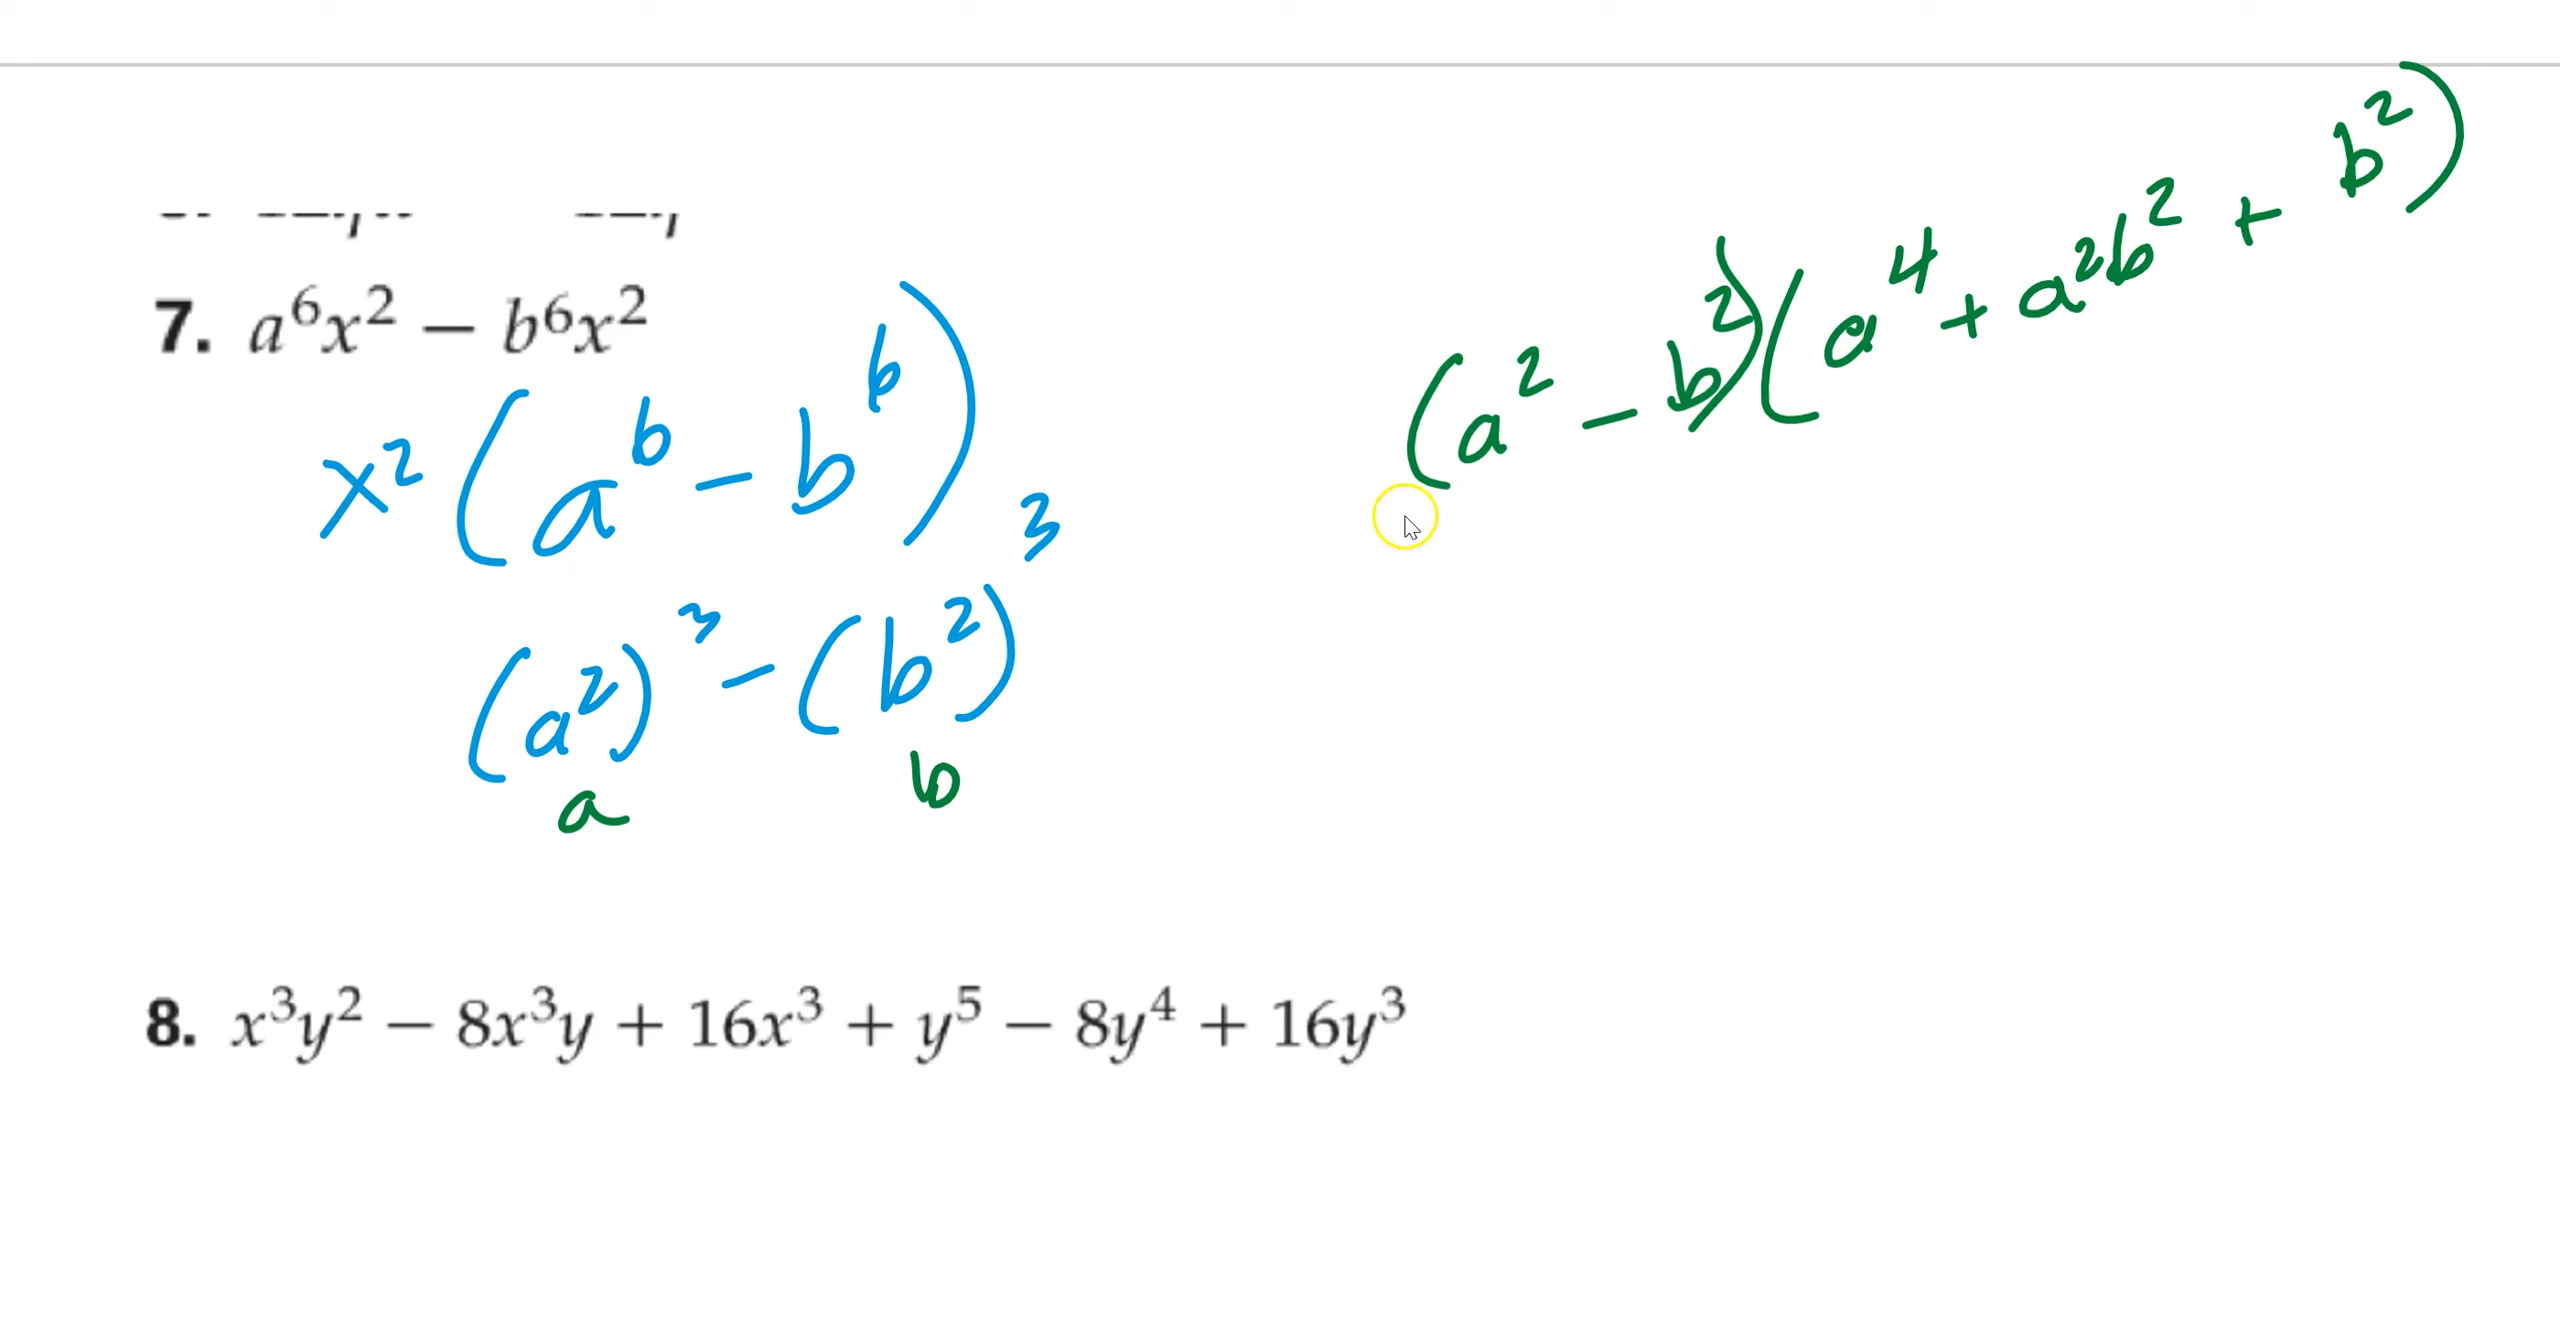 7. a⁶x² − b⁶x²
x² (a⁶ − b⁶)
(a²)³ − (b²)³
a b
(a² − b²)(a⁴ + a²b² + b²)
8. x³y² − 8x³y + 16x³ + y⁵ − 8y⁴ + 16y³